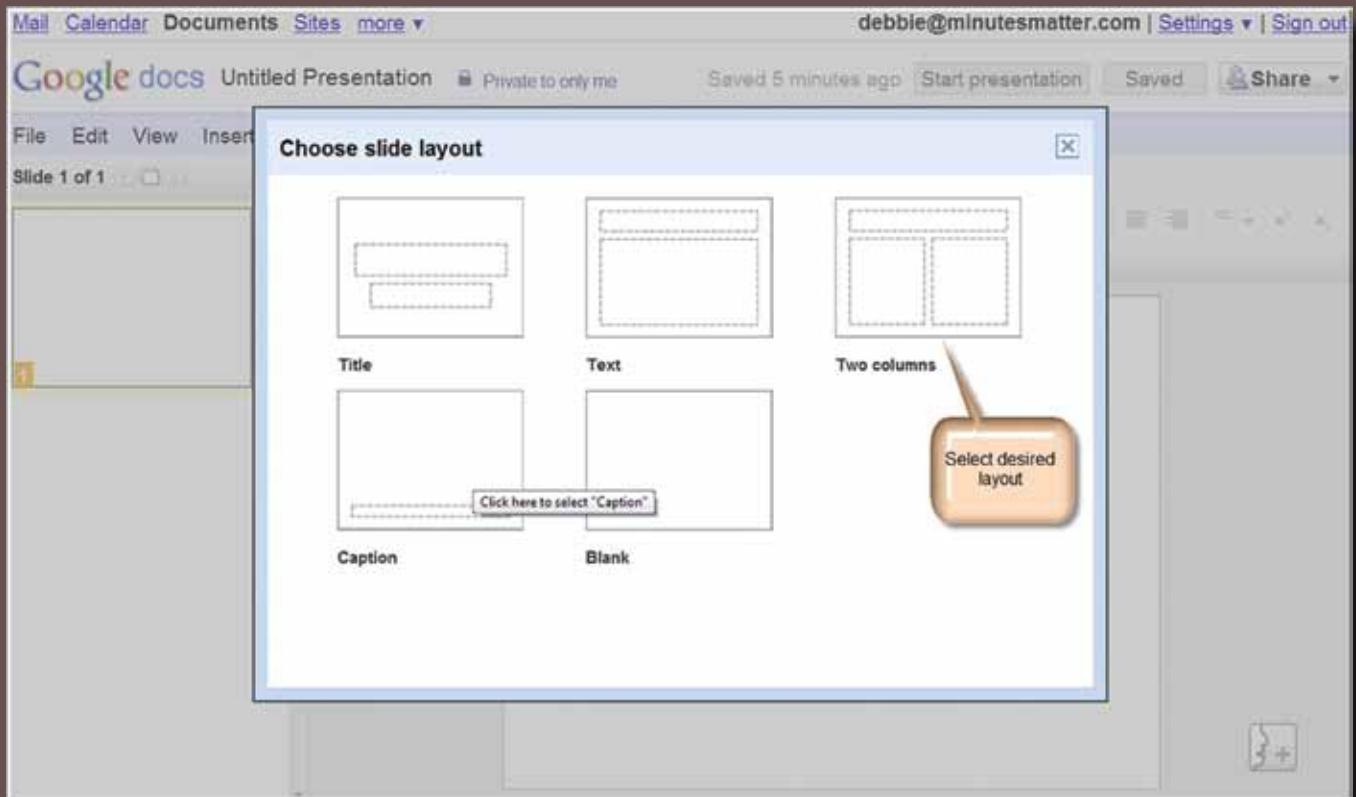 Mail Calendar Documents Sites more ▾ debbie@minutesmatter.com | Settings ▾ | Sign out
Google docs Untitled Presentation Private to only me Saved 5 minutes ago Start presentation Saved Share
File Edit View Insert
Choose slide layout
Slide 1 of 1
Title Text Two columns
1
Select desired
layout
Click here to select "Caption"
Caption Blank